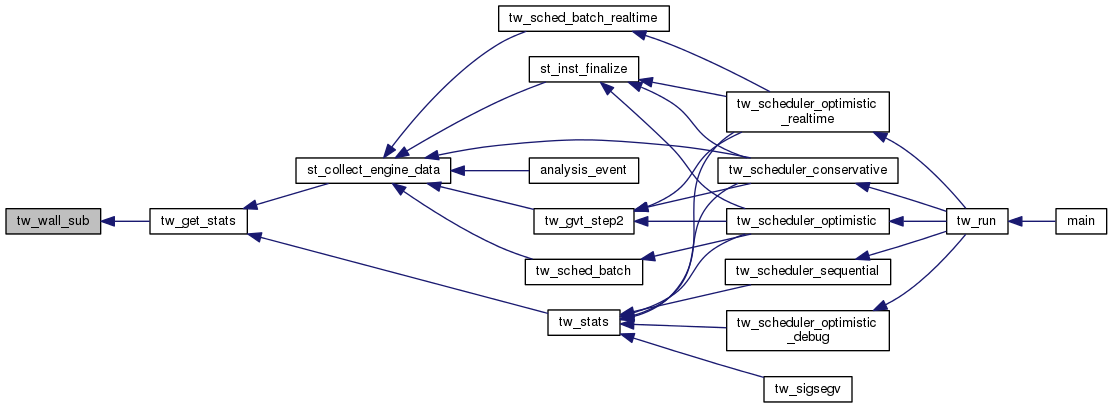 tw_sched_batch_realtime
st_inst_finalize
tw_scheduler_optimistic
_realtime
st_collect_engine_data
analysis_event
tw_scheduler_conservative
tw_wall_sub
tw_get_stats
tw_gvt_step2
tw_scheduler_optimistic
tw_run
main
tw_sched_batch
tw_scheduler_sequential
tw_stats
tw_scheduler_optimistic
_debug
tw_sigsegv